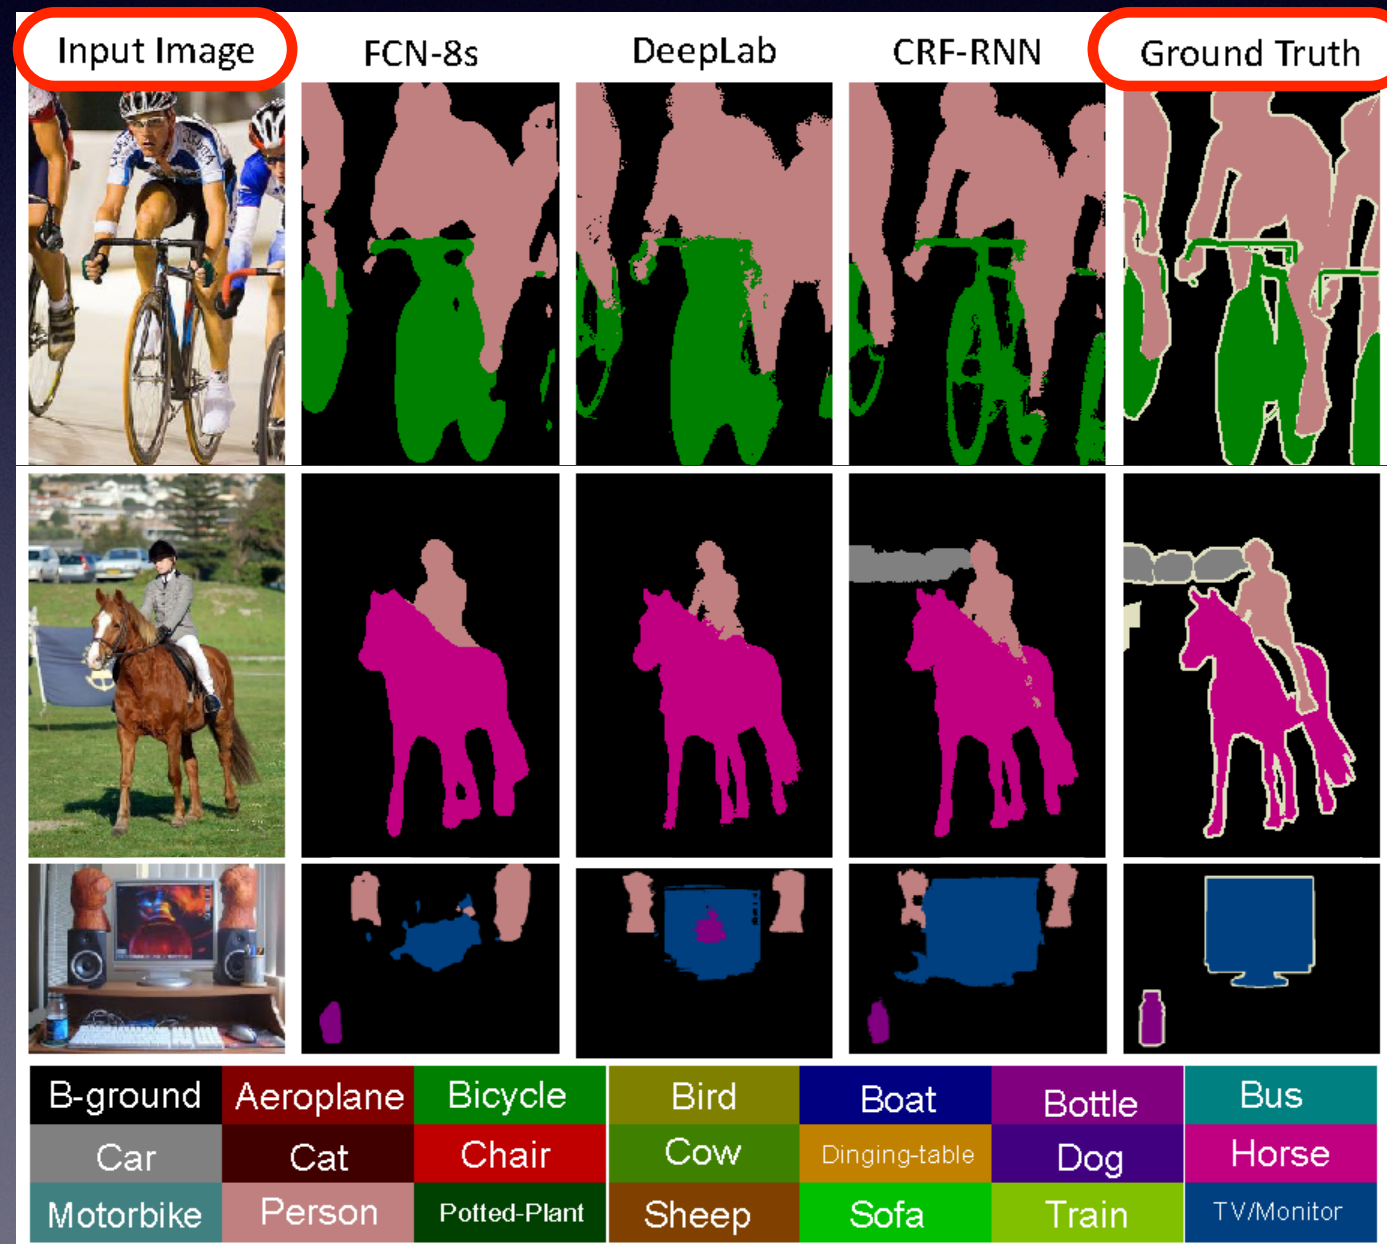 Input Image FCN-8s DeepLab CRF-RNN Ground Truth
B-ground Aeroplane Bicycle Bird Boat Bottle Bus
Car Cat Chair Cow Dinging-table Dog Horse
Motorbike Person Potted-Plant Sheep Sofa Train TV/Monitor